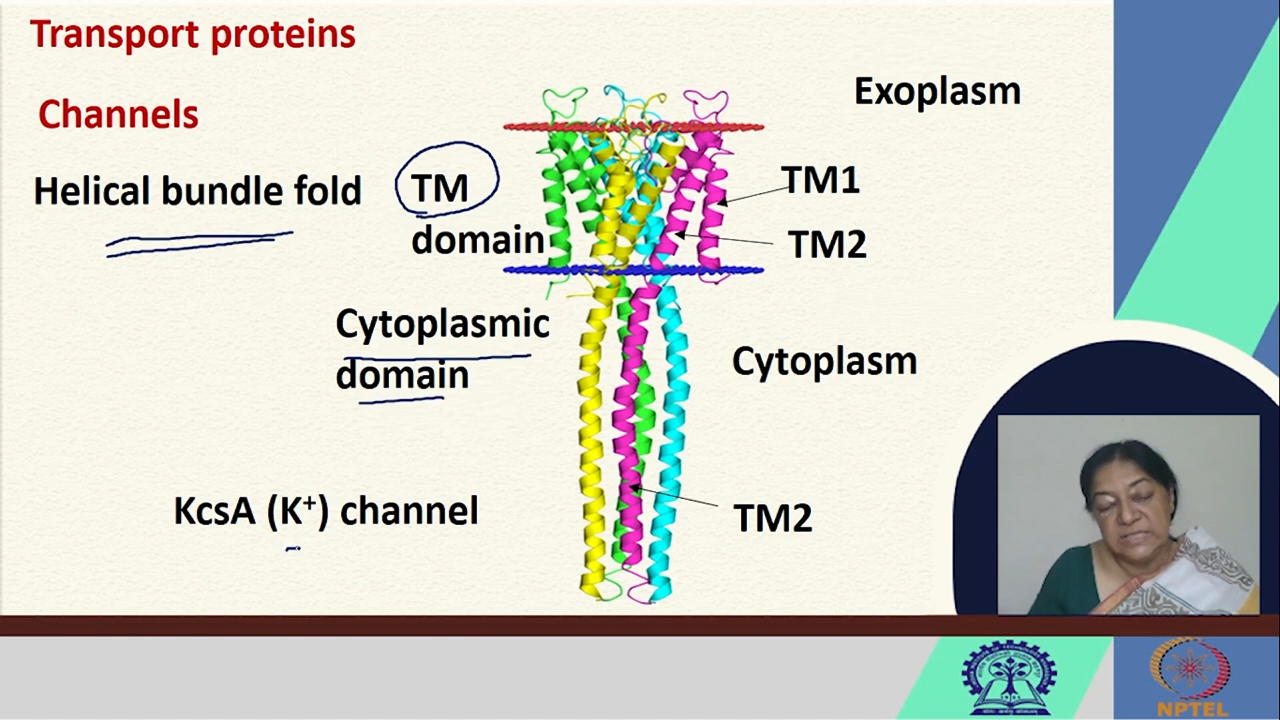 Transport proteins
Channels
Exoplasm
Helical bundle fold
TM
domain
TM1
TM2
Cytoplasmic
domain
Cytoplasm
KcsA (K⁺) channel
TM2
NPTEL